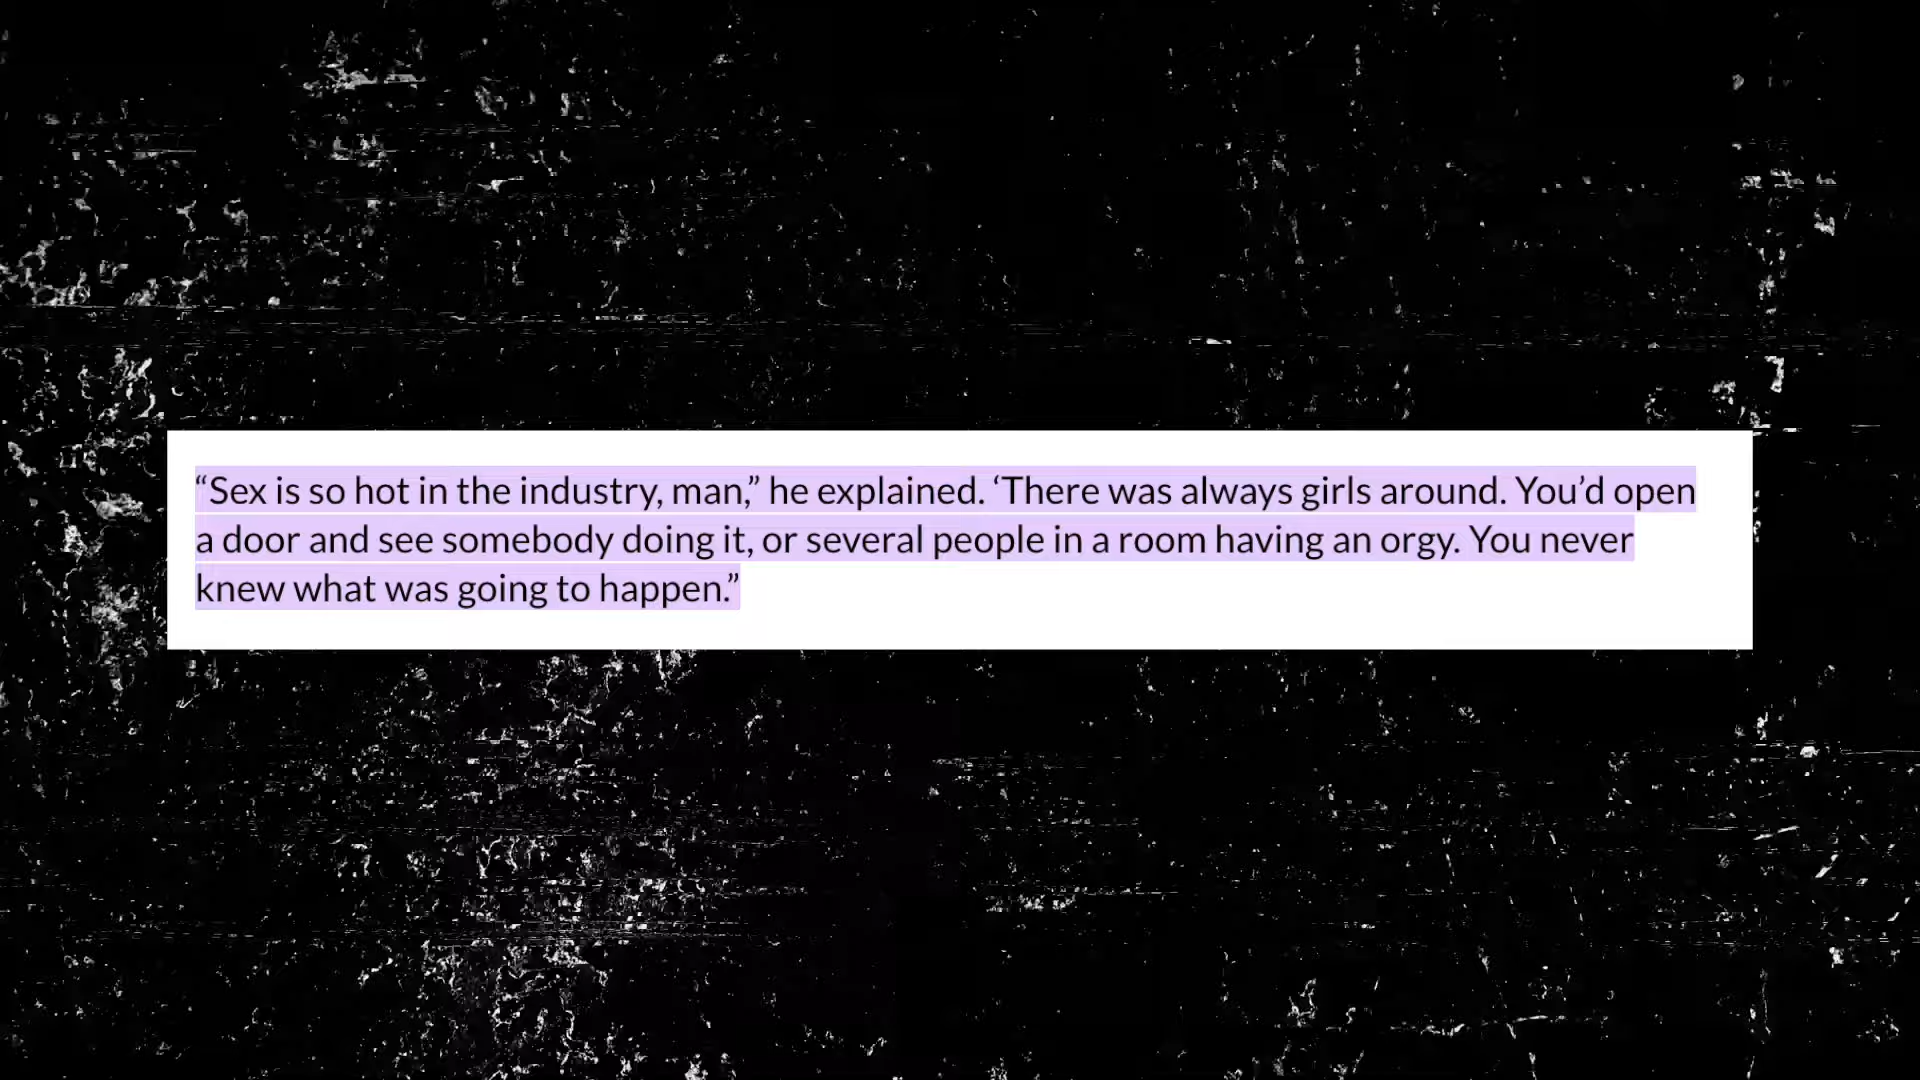 “Sex is so hot in the industry, man,” he explained. ‘There was always girls around. You’d open
a door and see somebody doing it, or several people in a room having an orgy. You never
knew what was going to happen.”